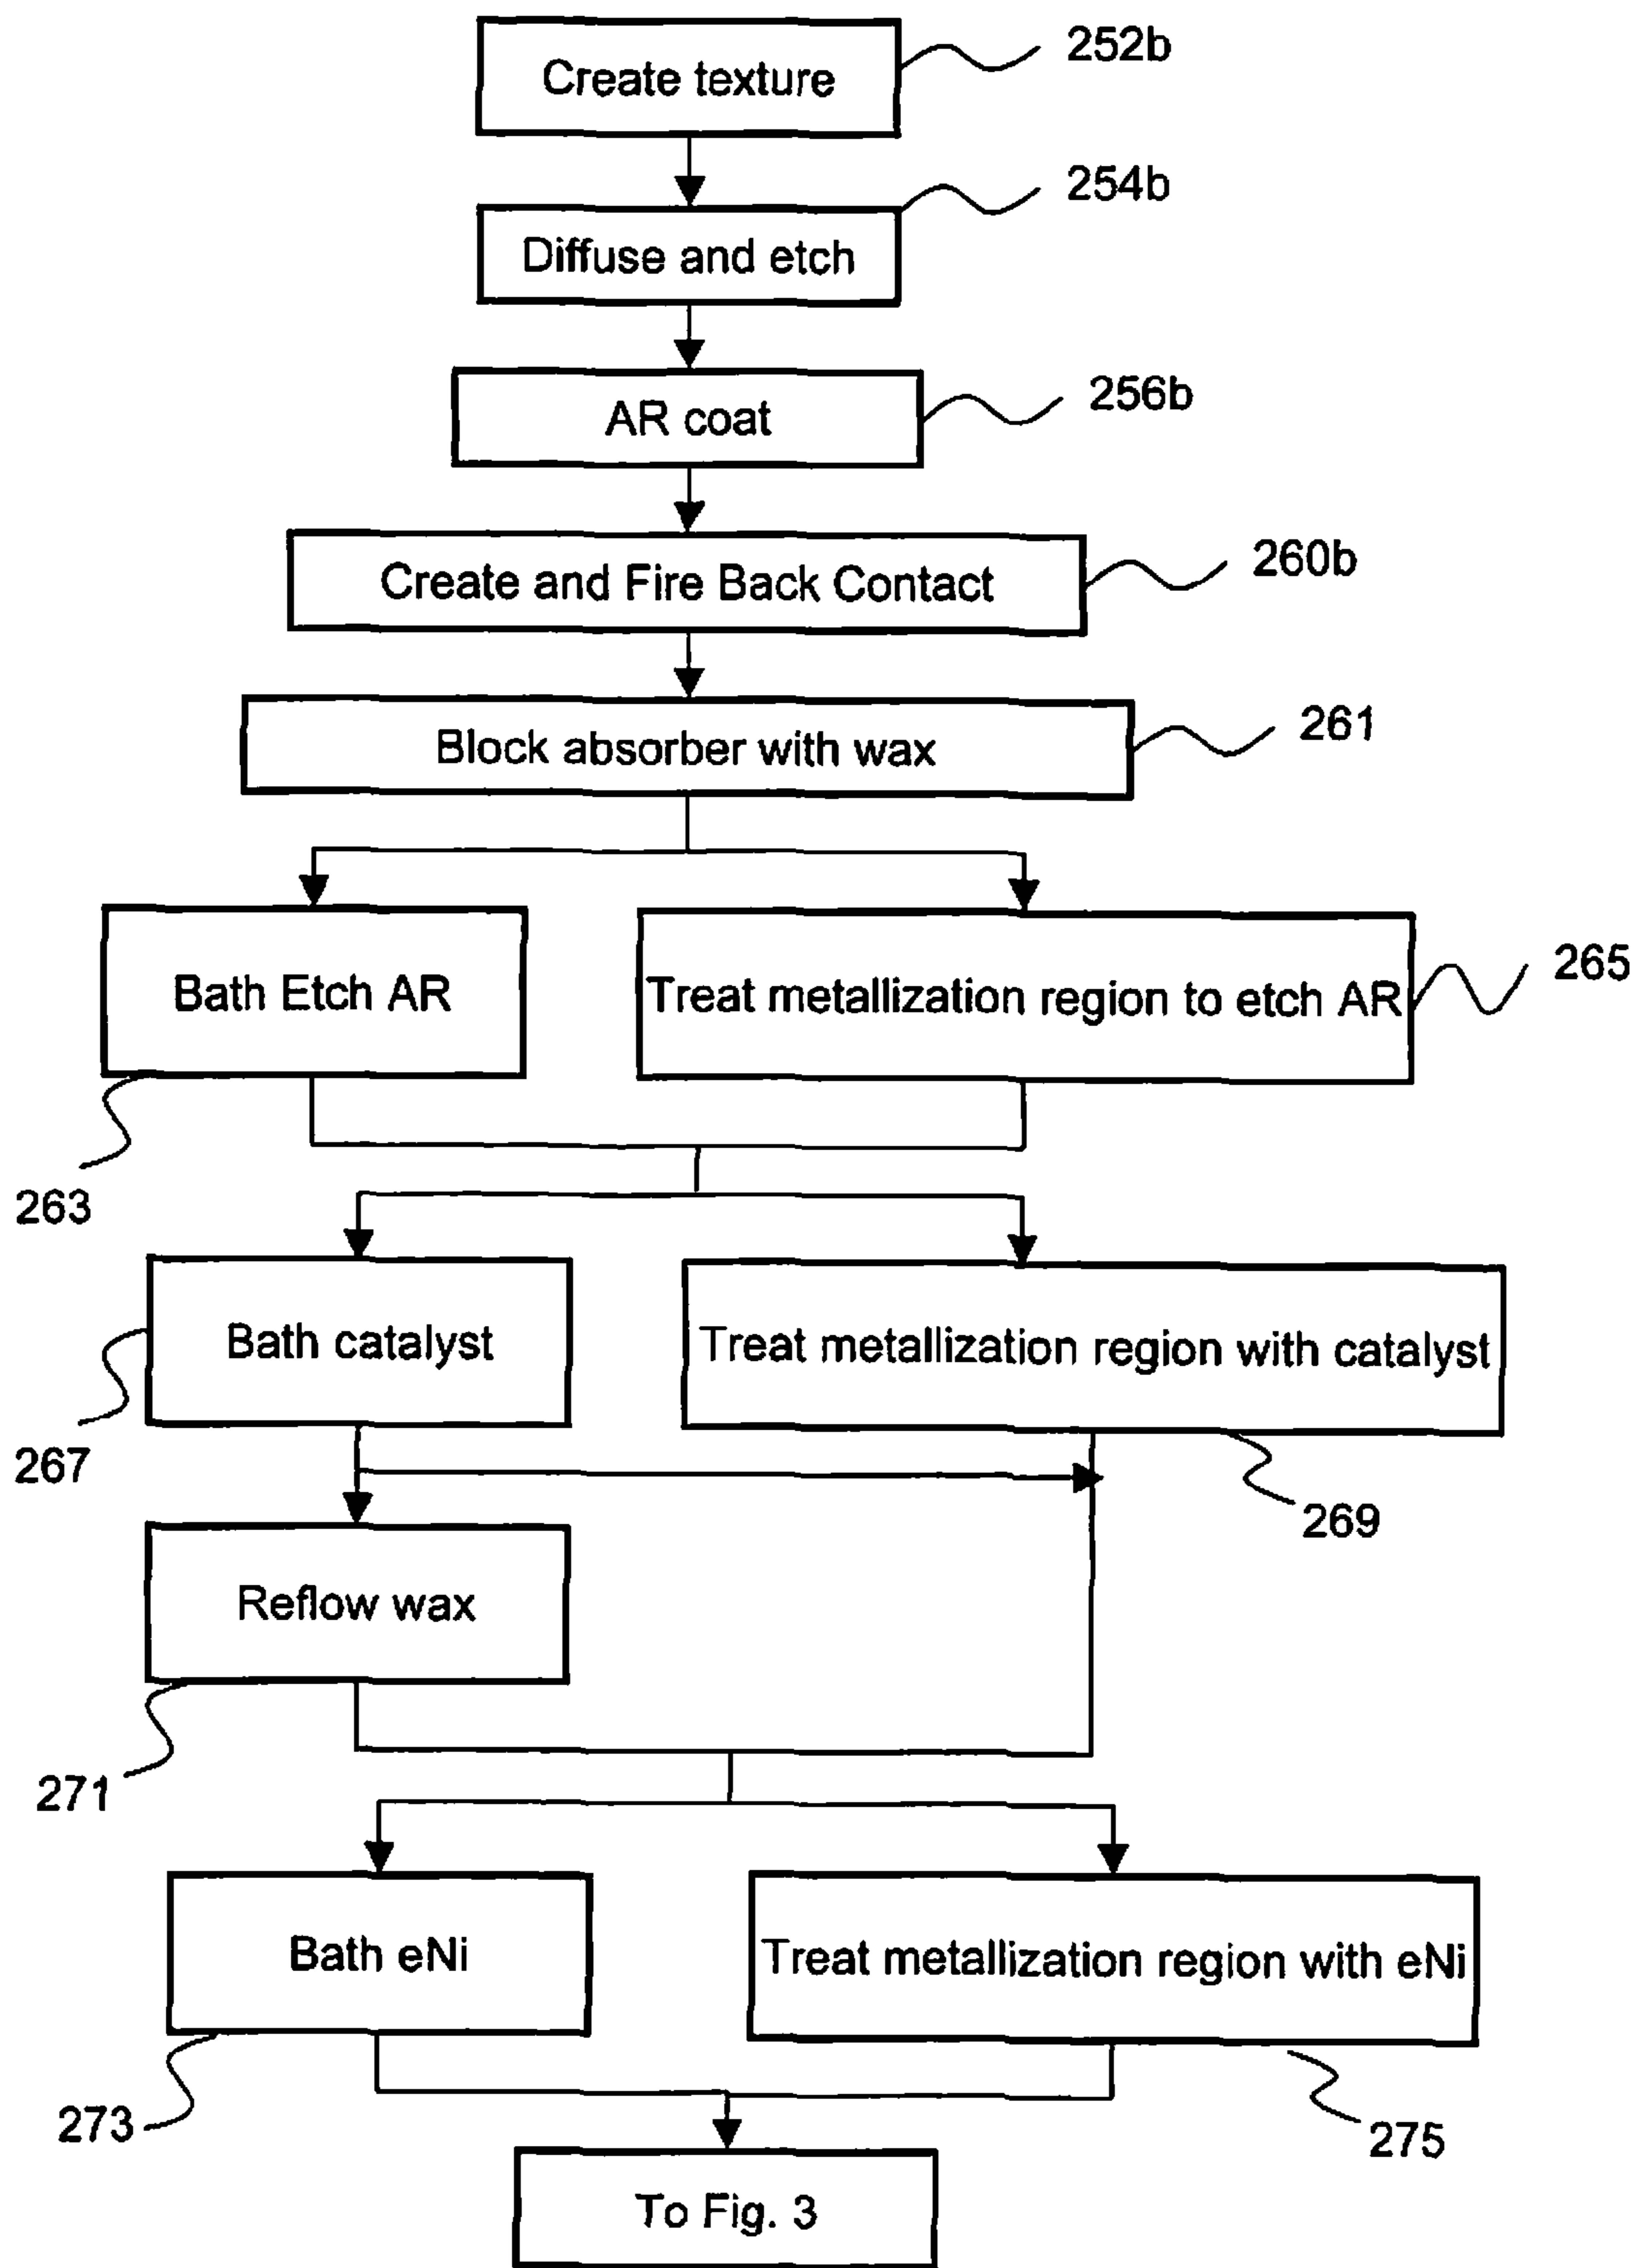 Create texture
252b
Diffuse and etch
254b
AR coat
256b
Create and Fire Back Contact
260b
Block absorber with wax
261
Bath Etch AR
263
Treat metallization region to etch AR
265
Bath catalyst
267
Treat metallization region with catalyst
269
Reflow wax
271
Bath eNi
273
Treat metallization region with eNi
275
To Fig. 3